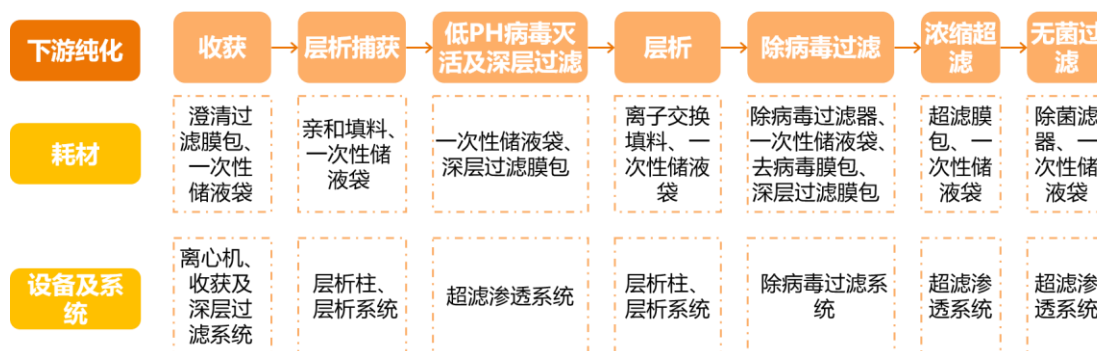 下游纯化
收获
层析捕获
低PH病毒灭
活及深层过滤
层析
除病毒过滤
浓缩超
滤
无菌过
滤
耗材
澄清过
滤膜包、
一次性
储液袋
亲和填料、
一次性储
液袋
一次性储液袋、
深层过滤膜包
离子交换
填料、一
次性储液
袋
除病毒过滤器、
一次性储液袋、
去病毒膜包、
深层过滤膜包
超滤膜
包、一
次性储
液袋
除菌滤
器、一
次性储
液袋
设备及系
统
离心机、
收获及
深层过
滤系统
层析柱、
层析系统
超滤渗透系统
层析柱、
层析系统
除病毒过滤系
统
超滤渗
透系统
超滤渗
透系统